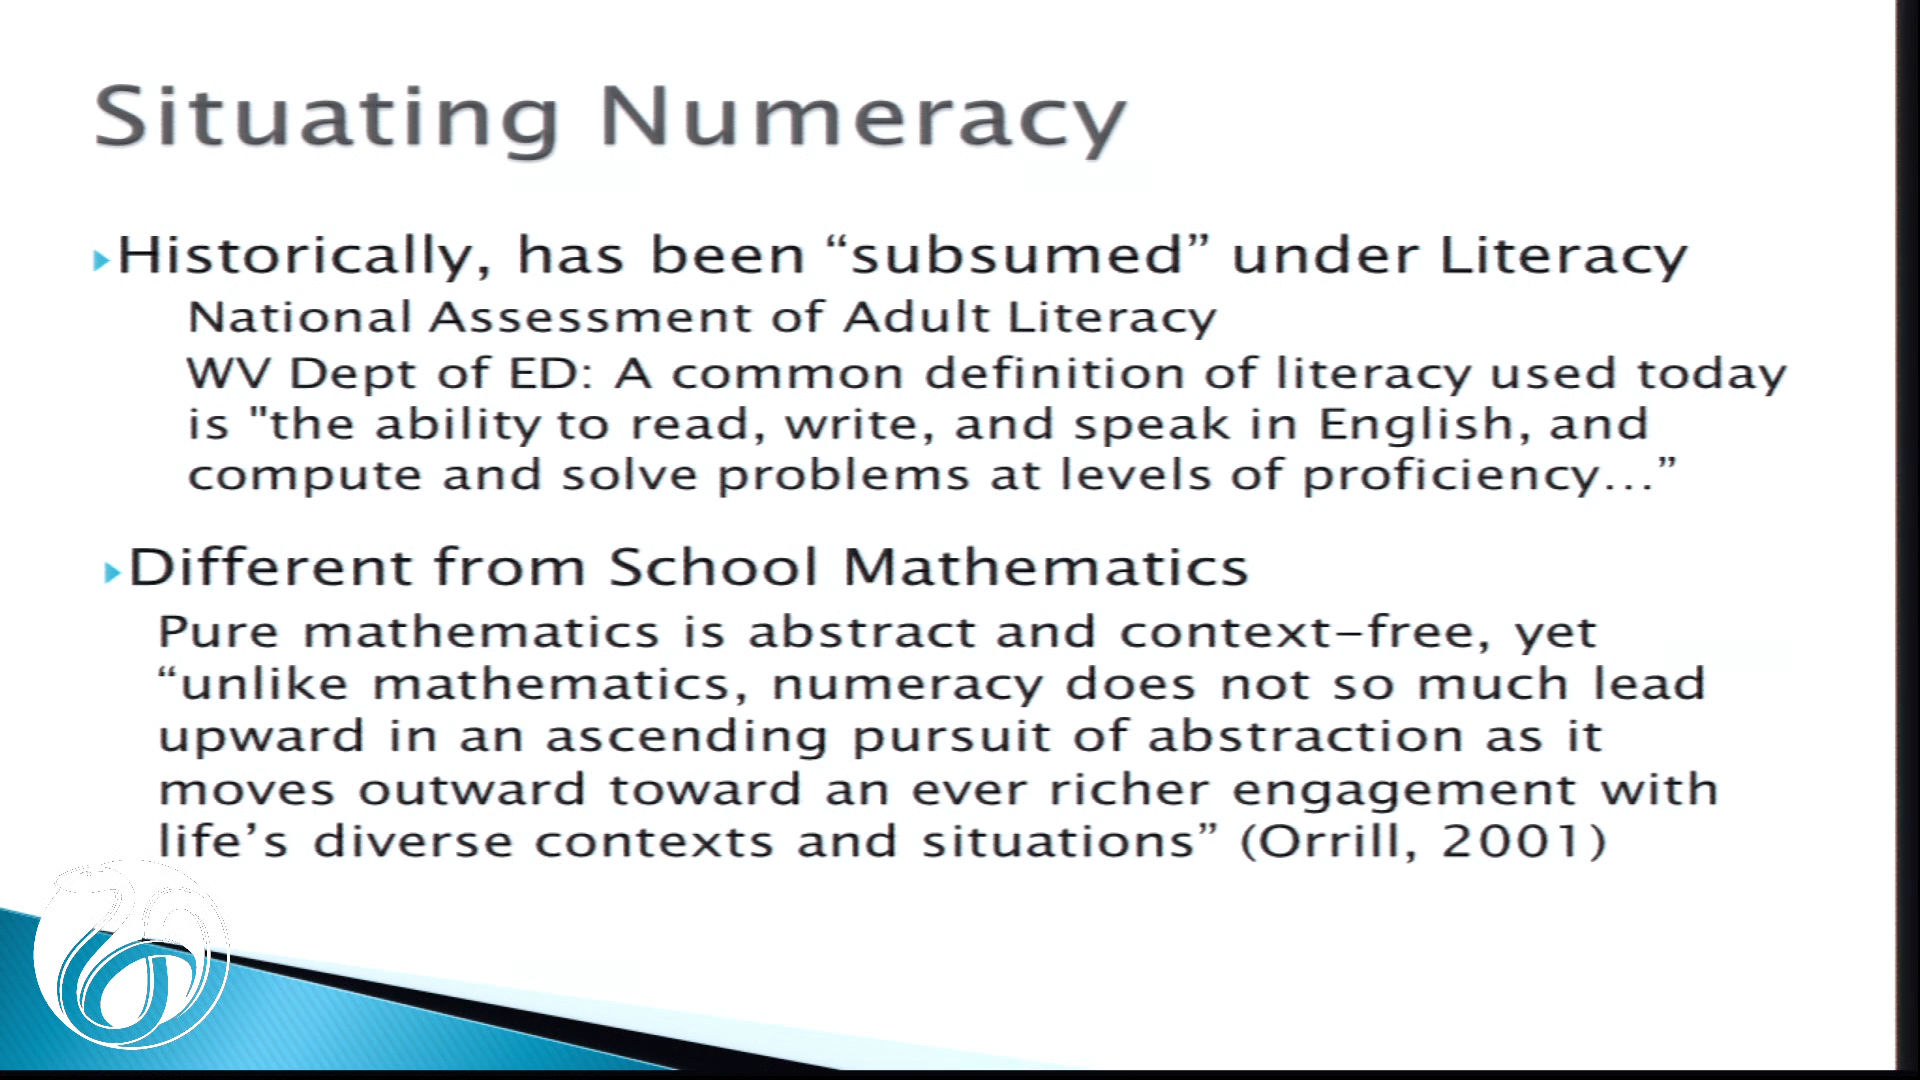 Situating Numeracy
Historically, has been “subsumed” under Literacy
National Assessment of Adult Literacy
WV Dept of ED: A common definition of literacy used today
is "the ability to read, write, and speak in English, and
compute and solve problems at levels of proficiency…”
Different from School Mathematics
Pure mathematics is abstract and context-free, yet
“unlike mathematics, numeracy does not so much lead
upward in an ascending pursuit of abstraction as it
moves outward toward an ever richer engagement with
life’s diverse contexts and situations” (Orrill, 2001)